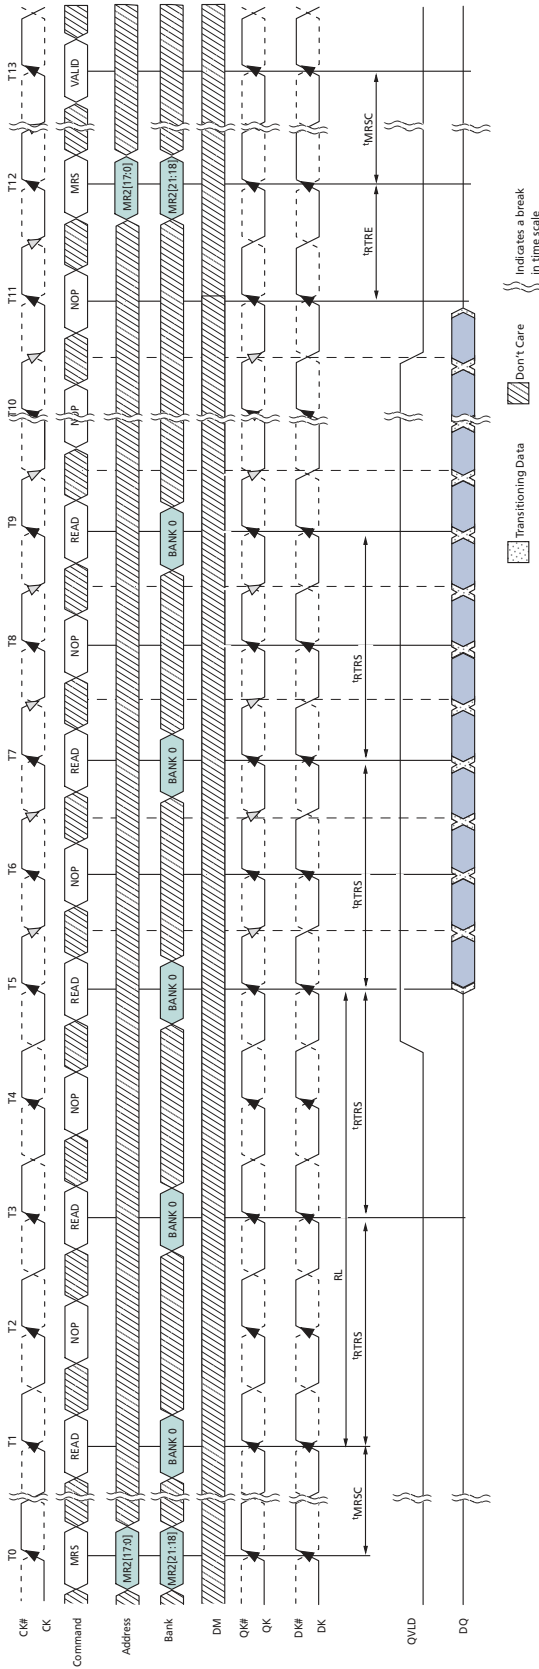 T0 T1 T2 T3 T4 T5 T6 T7 T8 T9 T10 T11 T12 T13
CK#
CK
Command MRS READ NOP READ NOP READ NOP READ NOP READ NOP NOP MRS VALID
Address MR2[17:0] MR2[17:0]
Bank MR2[21:18] BANK 0 BANK 0 BANK 0 BANK 0 BANK 0 MR2[21:18]
DM
QK#
QK
DK#
DK
RL
tMRSC tRTRS tRTRS tRTRS tRTRS tRTRE tMRSC
QVLD
DQ
Transitioning Data
Don't Care
Indicates a break
in time scale